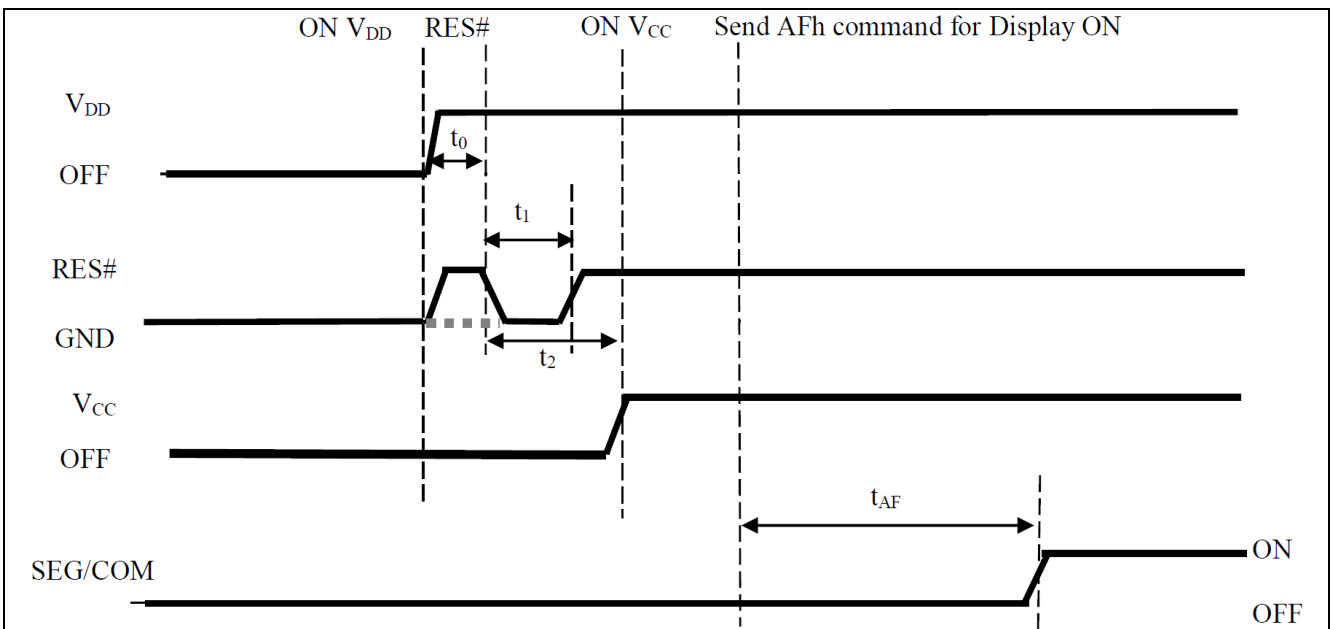 ON VDD RES# ON VCC Send AFh command for Display ON
VDD
t0
OFF
t1
RES#
GND
t2
VCC
OFF
tAF
ON
SEG/COM
OFF